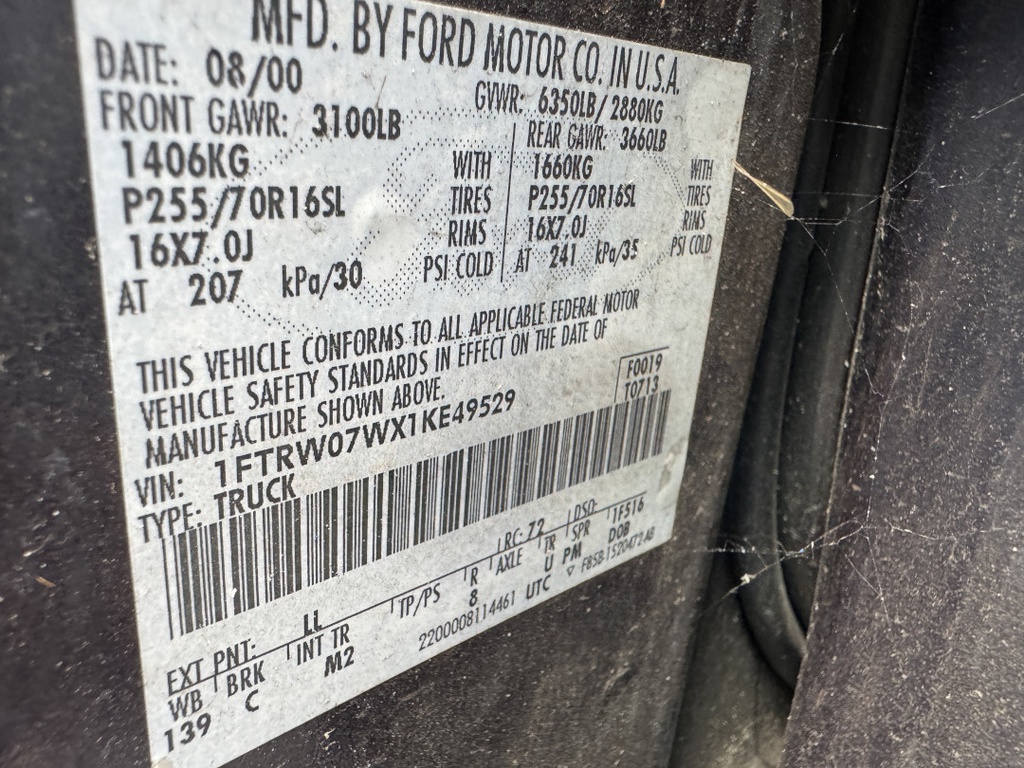 MFD. BY FORD MOTOR CO. IN U.S.A.
DATE: 08/00 GVWR: 6350LB/2880KG
FRONT GAWR: 3100LB REAR GAWR: 3660LB
1406KG WITH 1660KG WITH
P255/70R16SL TIRES P255/70R16SL TIRES
16X7.0J RIMS 16X7.0J RIMS
AT 207 kPa/30 PSI COLD AT 241 kPa/35 PSI COLD
THIS VEHICLE CONFORMS TO ALL APPLICABLE FEDERAL MOTOR
VEHICLE SAFETY STANDARDS IN EFFECT ON THE DATE OF
MANUFACTURE SHOWN ABOVE.
F0019
T0713
VIN: 1FTRW07WX1KE49529
TYPE: TRUCK
EXT PNT: LL RC: 72 DSO: 1F516
WB BRK INT TR TP/PS R AXLE TR SPR
139 C M2 8 U PM DOB
2200008114461 UTC ▽ F85B-1520472-AB